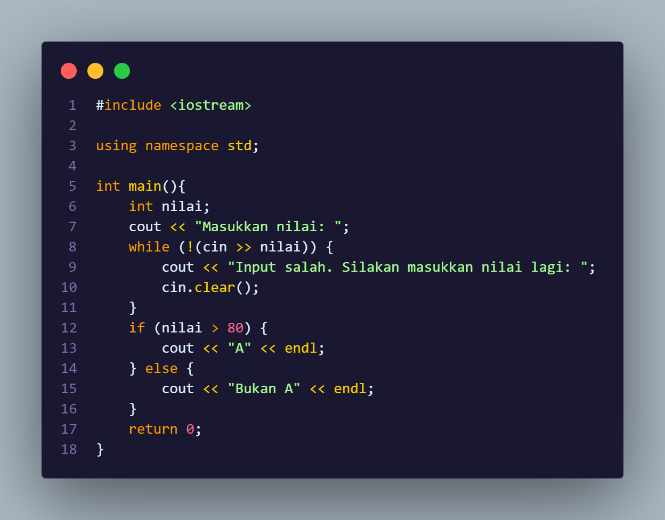 1 #include <iostream>
2
3 using namespace std;
4
5 int main(){
6     int nilai;
7     cout << "Masukkan nilai: ";
8     while (!(cin >> nilai)) {
9         cout << "Input salah. Silakan masukkan nilai lagi: ";
10         cin.clear();
11     }
12     if (nilai > 80) {
13         cout << "A" << endl;
14     } else {
15         cout << "Bukan A" << endl;
16     }
17     return 0;
18 }